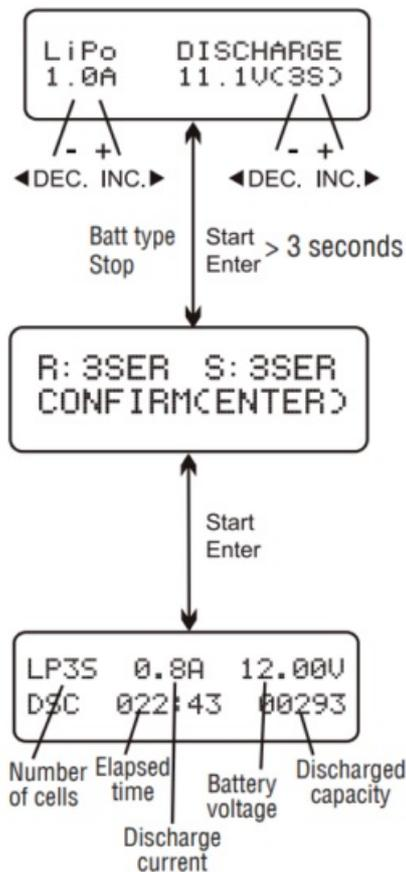 LiPo DISCHARGE
1.0A 11.1V(3S)
- + - +
◀DEC. INC.▶ ◀DEC. INC.▶
Batt type Start > 3 seconds
Stop Enter
R: 3SER S: 3SER
CONFIRM(ENTER)
Start
Enter
LP3S 0.8A 12.00V
DSC 022:43 00293
Number of cells
Elapsed time
Discharge current
Battery voltage
Discharged capacity